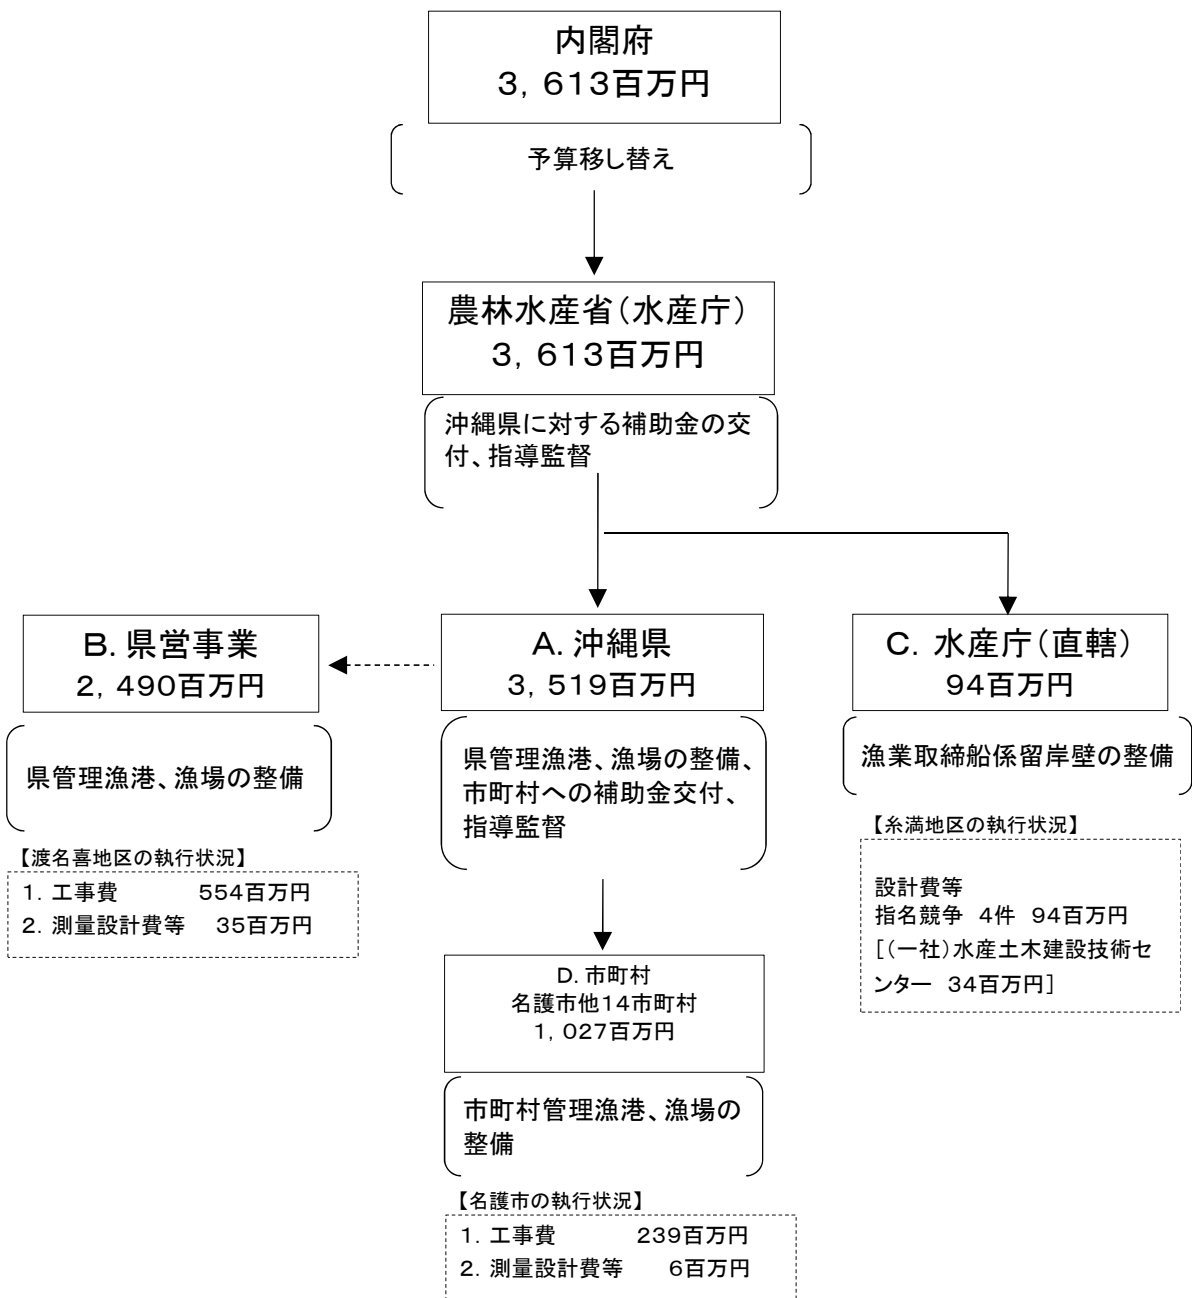 内閣府
3,613百万円
予算移し替え
農林水産省(水産庁)
3,613百万円
沖縄県に対する補助金の交
付、指導監督
B.県営事業
2,490百万円
県管理漁港、漁場の整備
【渡名喜地区の執行状況】
1.工事費 554百万円
2.測量設計費等 35百万円
A.沖縄県
3,519百万円
県管理漁港、漁場の整備、
市町村への補助金交付、
指導監督
C.水産庁(直轄)
94百万円
漁業取締船係留岸壁の整備
【糸満地区の執行状況】
設計費等
指名競争 4件 94百万円
[(一社)水産土木建設技術セ
ンター 34百万円]
D.市町村
名護市他14市町村
1,027百万円
市町村管理漁港、漁場の
整備
【名護市の執行状況】
1.工事費 239百万円
2.測量設計費等 6百万円